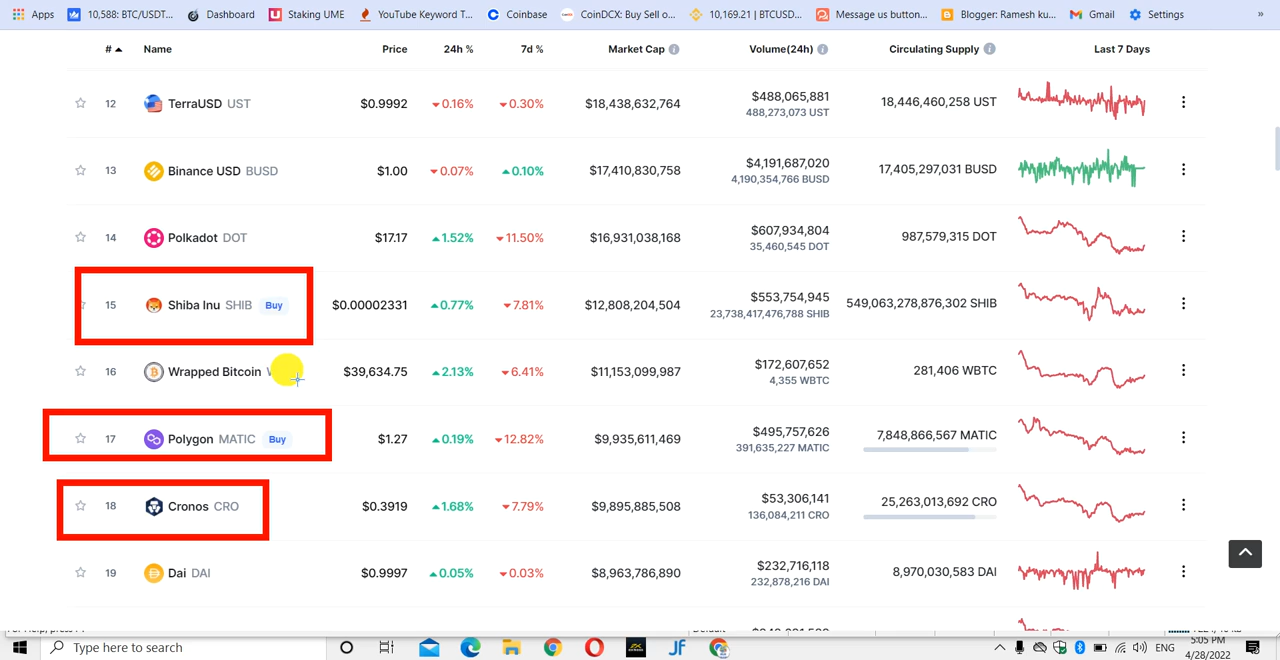 Apps 10,588: BTC/USDT... Dashboard Staking UME YouTube Keyword T... Coinbase CoinDCX: Buy Sell o... 10,169.21 | BTCUSD... Message us button... Blogger: Ramesh ku... Gmail Settings »
# Name Price 24h % 7d % Market Cap Volume(24h) Circulating Supply Last 7 Days
12 TerraUSD UST $0.9992 0.16% 0.30% $18,438,632,764 $488,065,881 18,446,460,258 UST
488,273,073 UST
13 Binance USD BUSD $1.00 0.07% 0.10% $17,410,830,758 $4,191,687,020 17,405,297,031 BUSD
4,190,354,766 BUSD
14 Polkadot DOT $17.17 1.52% 11.50% $16,931,038,168 $607,934,804 987,579,315 DOT
35,460,545 DOT
15 Shiba Inu SHIB Buy $0.00002331 0.77% 7.81% $12,808,204,504 $553,754,945 549,063,278,876,302 SHIB
23,738,417,476,788 SHIB
16 Wrapped Bitcoin $39,634.75 2.13% 6.41% $11,153,099,987 $172,607,652 281,406 WBTC
4,355 WBTC
17 Polygon MATIC Buy $1.27 0.19% 12.82% $9,935,611,469 $495,757,626 7,848,866,567 MATIC
391,635,227 MATIC
18 Cronos CRO $0.3919 1.68% 7.79% $9,895,885,508 $53,306,141 25,263,013,692 CRO
136,084,211 CRO
19 Dai DAI $0.9997 0.05% 0.03% $8,963,786,890 $232,716,118 8,970,030,583 DAI
232,878,216 DAI
Type here to search JF ENG 5:05 PM
4/28/2022